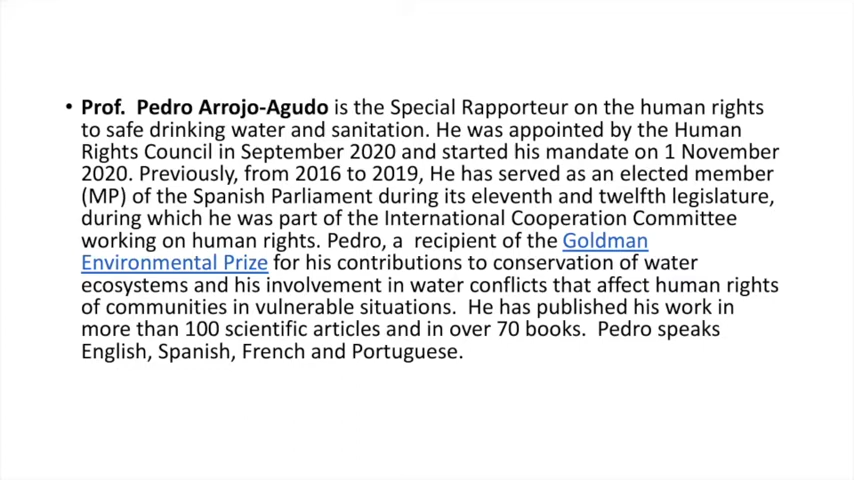 • Prof.  Pedro Arrojo-Agudo is the Special Rapporteur on the human rights
to safe drinking water and sanitation. He was appointed by the Human
Rights Council in September 2020 and started his mandate on 1 November
2020. Previously, from 2016 to 2019, He has served as an elected member
(MP) of the Spanish Parliament during its eleventh and twelfth legislature,
during which he was part of the International Cooperation Committee
working on human rights. Pedro, a  recipient of the Goldman
Environmental Prize for his contributions to conservation of water
ecosystems and his involvement in water conflicts that affect human rights
of communities in vulnerable situations.  He has published his work in
more than 100 scientific articles and in over 70 books.  Pedro speaks
English, Spanish, French and Portuguese.